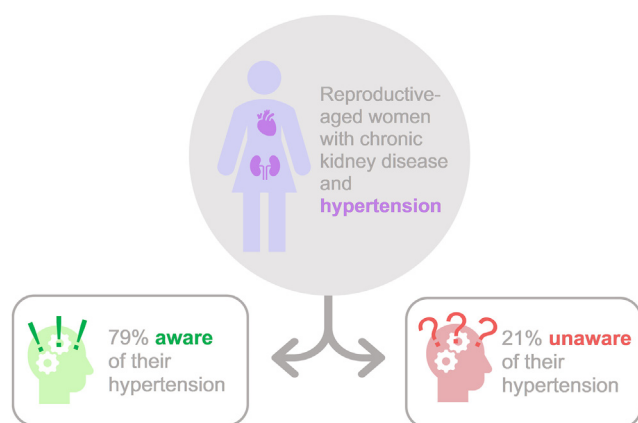 Reproductive-
aged women
with chronic
kidney disease
and
hypertension
! ! !
79% aware
of their
hypertension
? ? ?
21% unaware
of their
hypertension